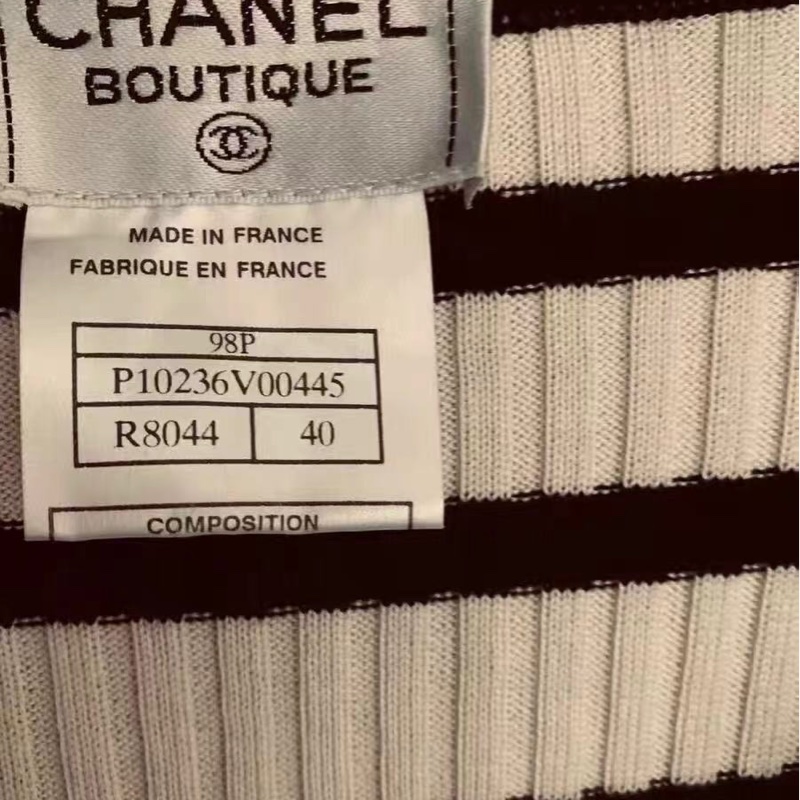 CHANEL
BOUTIQUE
MADE IN FRANCE
FABRIQUE EN FRANCE
98P
P10236V00445
R8044 40
COMPOSITION